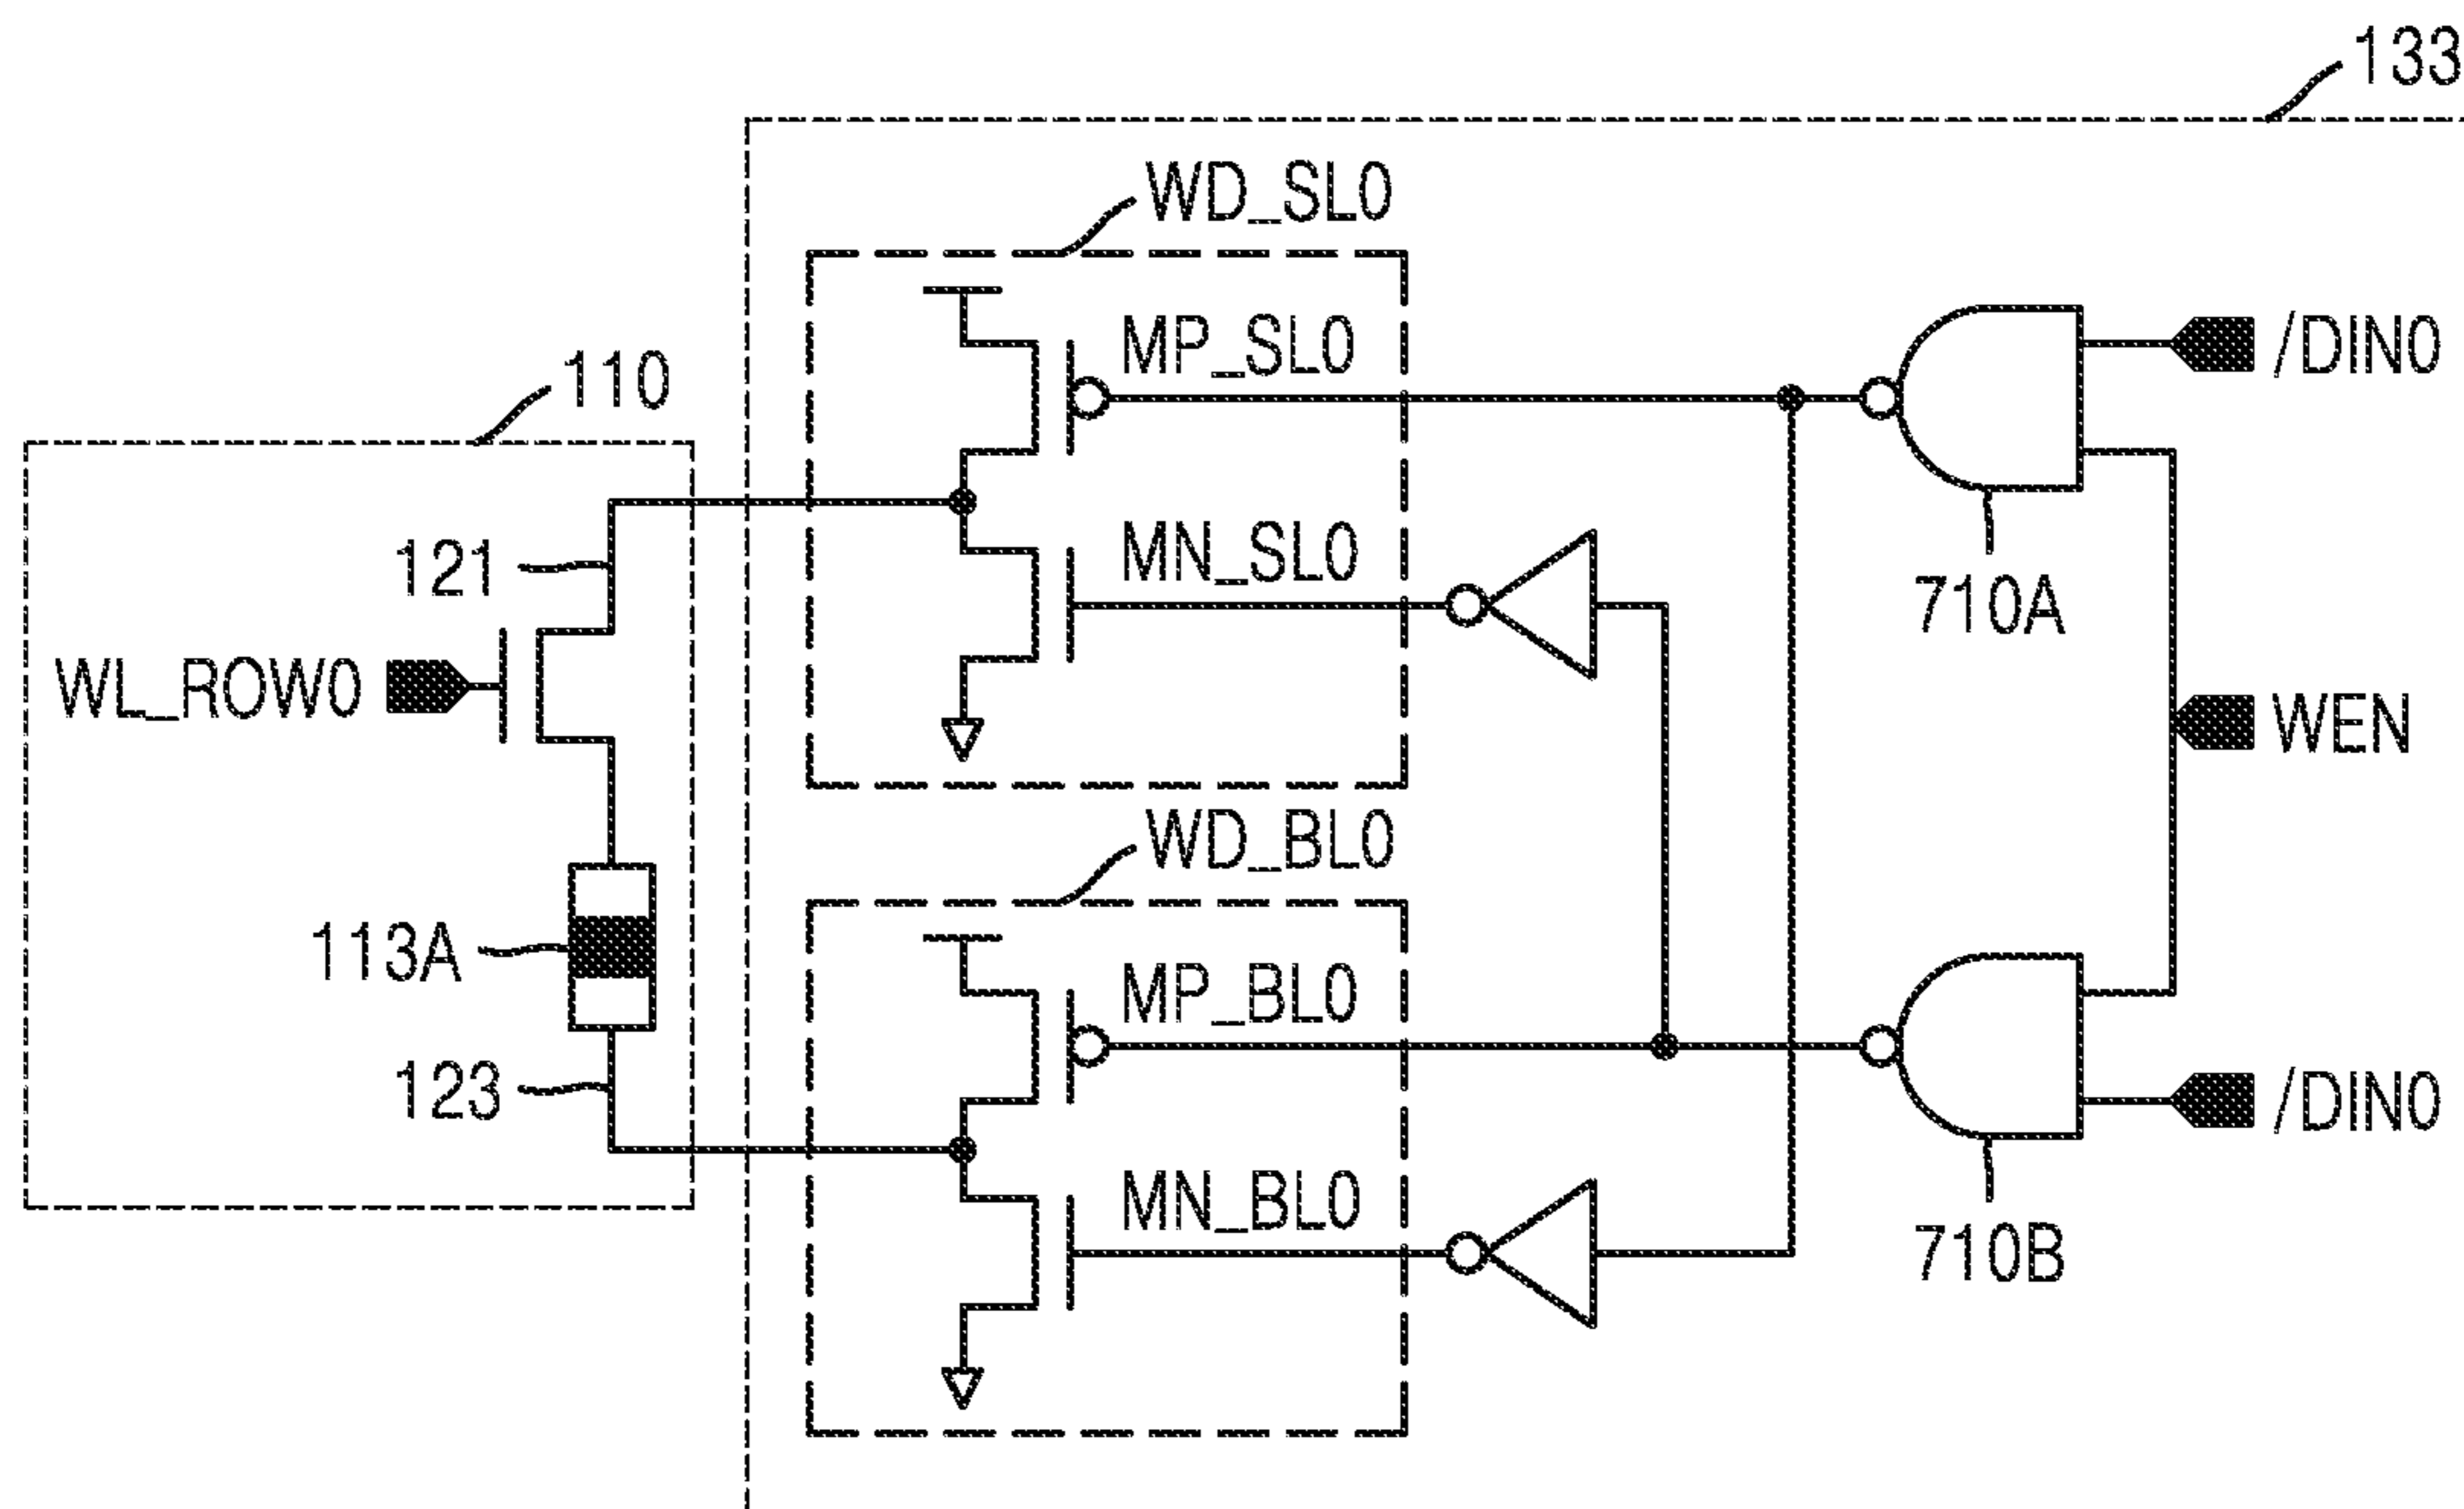 133
WD_SL0
MP_SL0
/DIN0
110
MN_SL0
121
710A
WL_ROW0
WEN
WD_BL0
113A
MP_BL0
123
/DIN0
MN_BL0
710B